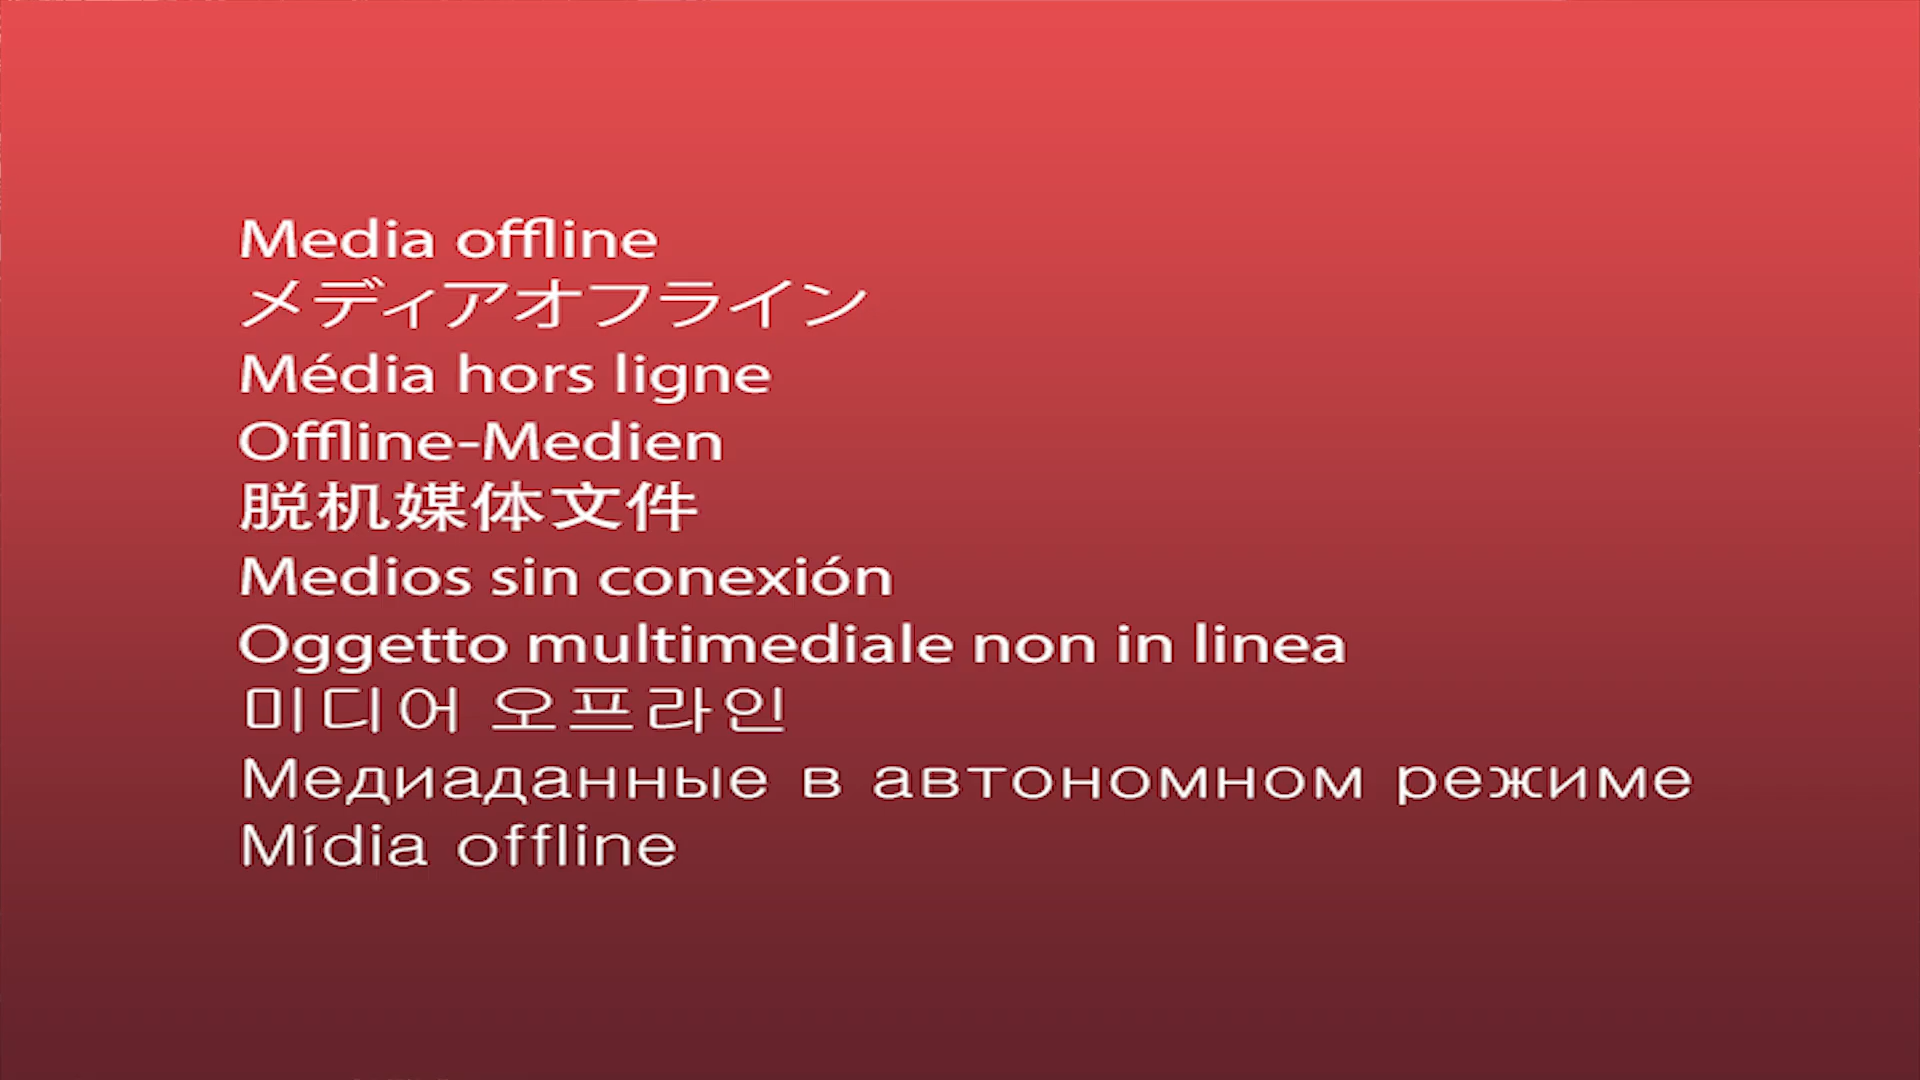 Media offline
メディアオフライン
Média hors ligne
Offline-Medien
脱机媒体文件
Medios sin conexión
Oggetto multimediale non in linea
미디어 오프라인
Медиаданные в автономном режиме
Mídia offline